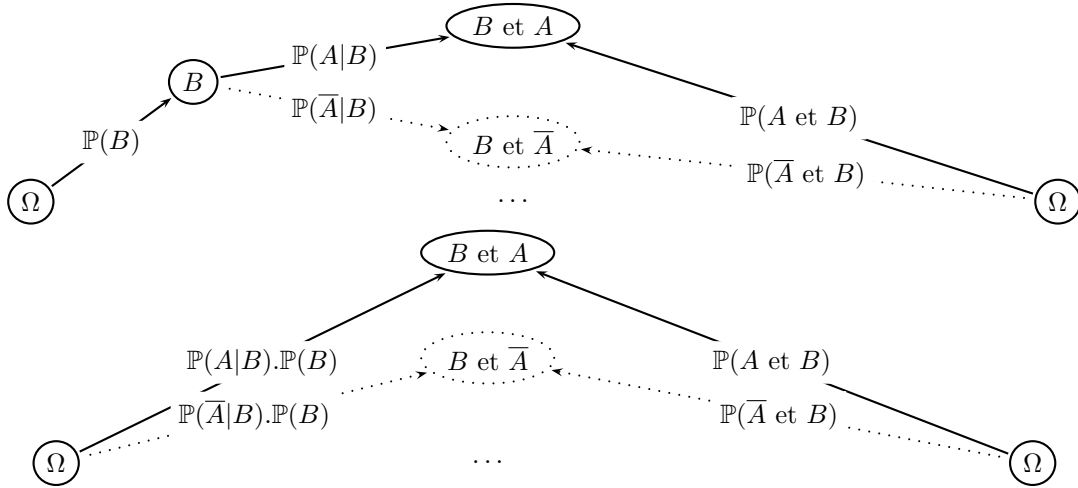 B et A
ℙ(A|B)
B
ℙ(A̅|B)
ℙ(A et B)
ℙ(B)
B et A̅
ℙ(A̅ et B)
Ω
Ω
...
B et A
ℙ(A|B).ℙ(B)
B et A̅
ℙ(A et B)
ℙ(A̅|B).ℙ(B)
ℙ(A̅ et B)
Ω
...
Ω